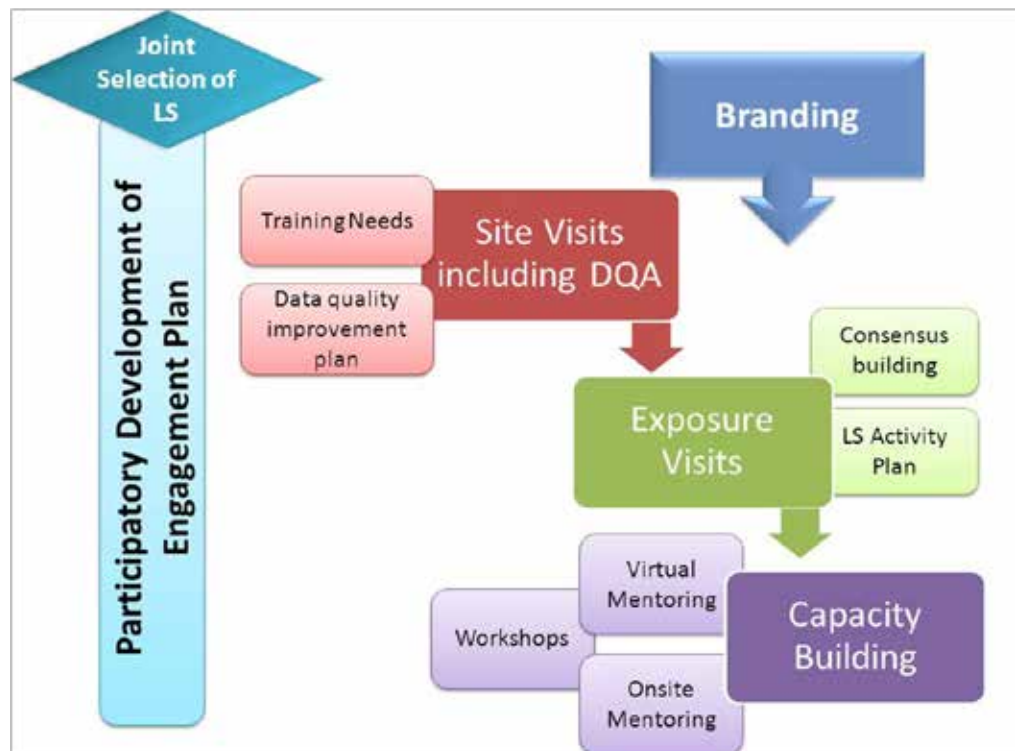 Joint
Selection of
LS
Participatory Development of
Engagement Plan
Branding
Training Needs
Data quality
improvement
plan
Site Visits
including DQA
Consensus
building
LS Activity
Plan
Exposure
Visits
Virtual
Mentoring
Workshops
Onsite
Mentoring
Capacity
Building